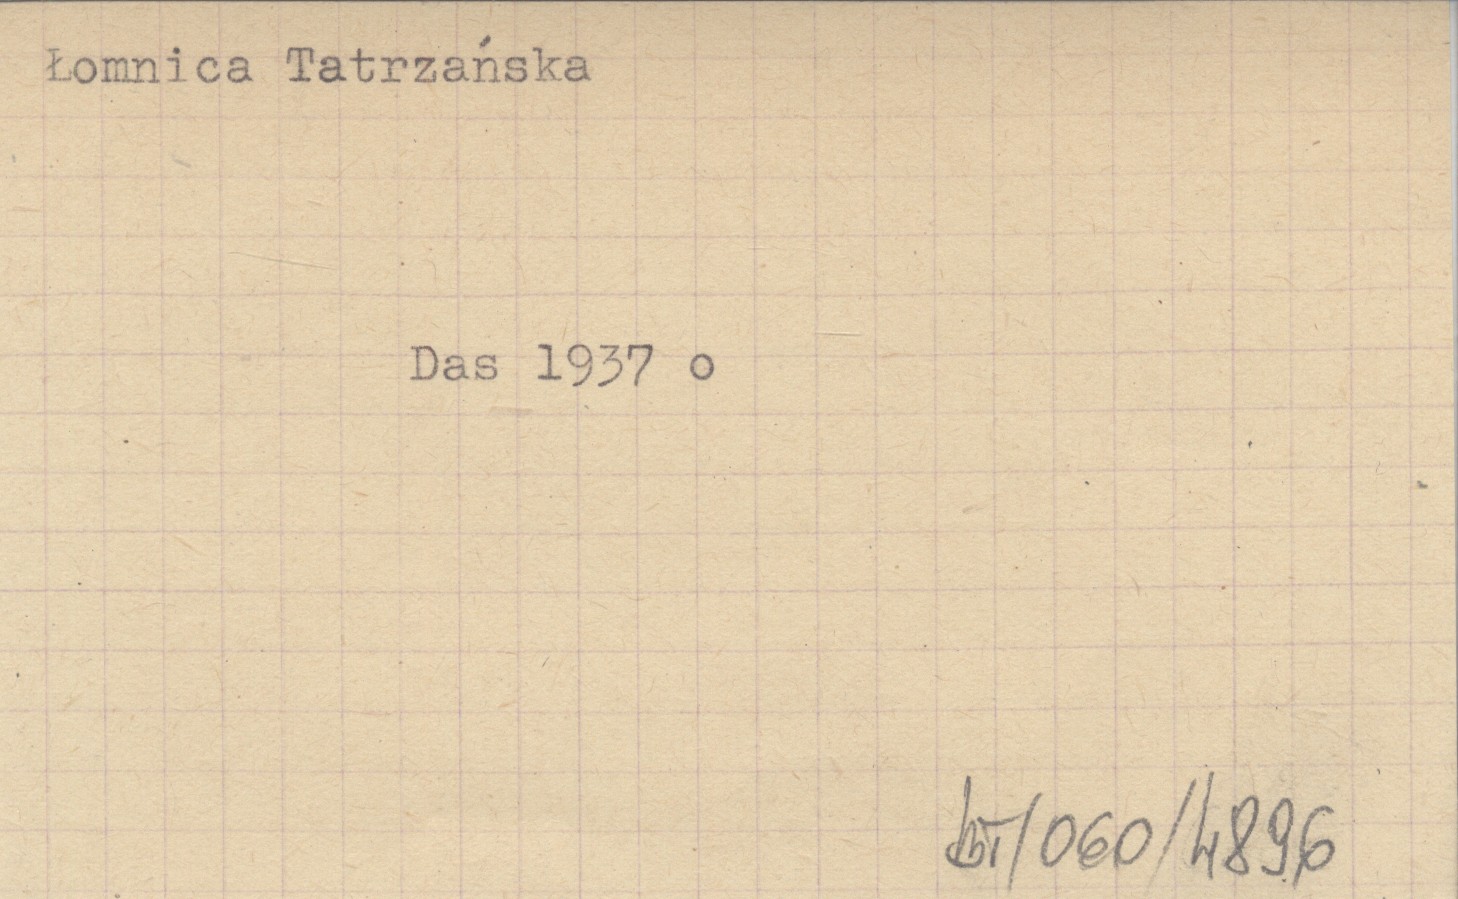 Łomnica Tatrzańska
Das 1937 o
/060/4896